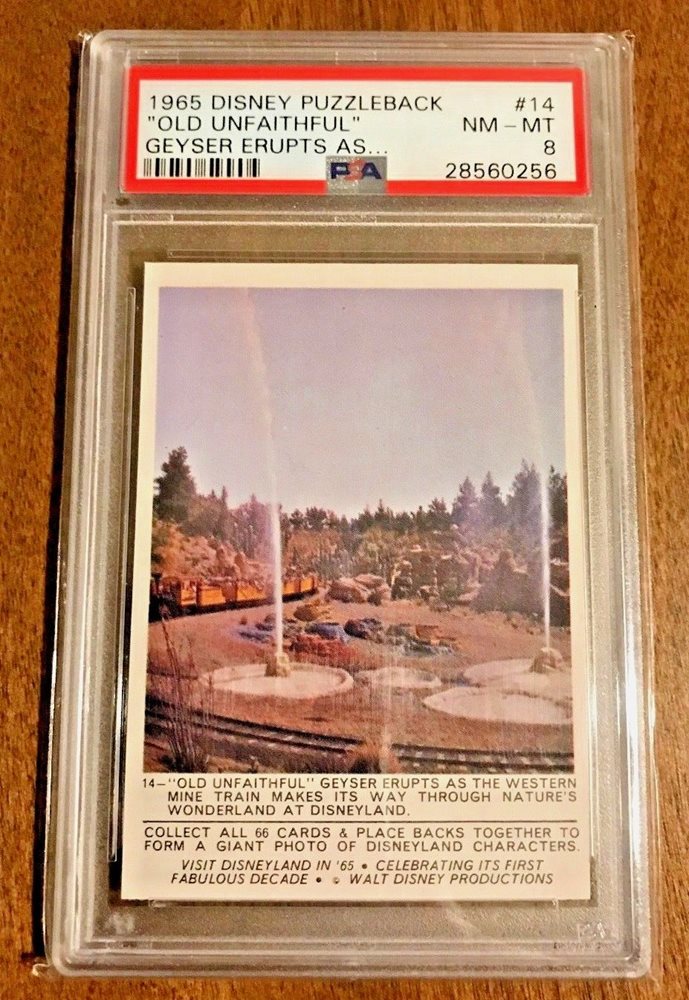 1965 DISNEY PUZZLEBACK #14
"OLD UNFAITHFUL" NM - MT
GEYSER ERUPTS AS... 8
PSA 28560256
14-"OLD UNFAITHFUL" GEYSER ERUPTS AS THE WESTERN
MINE TRAIN MAKES ITS WAY THROUGH NATURE'S
WONDERLAND AT DISNEYLAND.
COLLECT ALL 66 CARDS & PLACE BACKS TOGETHER TO
FORM A GIANT PHOTO OF DISNEYLAND CHARACTERS.
VISIT DISNEYLAND IN '65 • CELEBRATING ITS FIRST
FABULOUS DECADE • © WALT DISNEY PRODUCTIONS